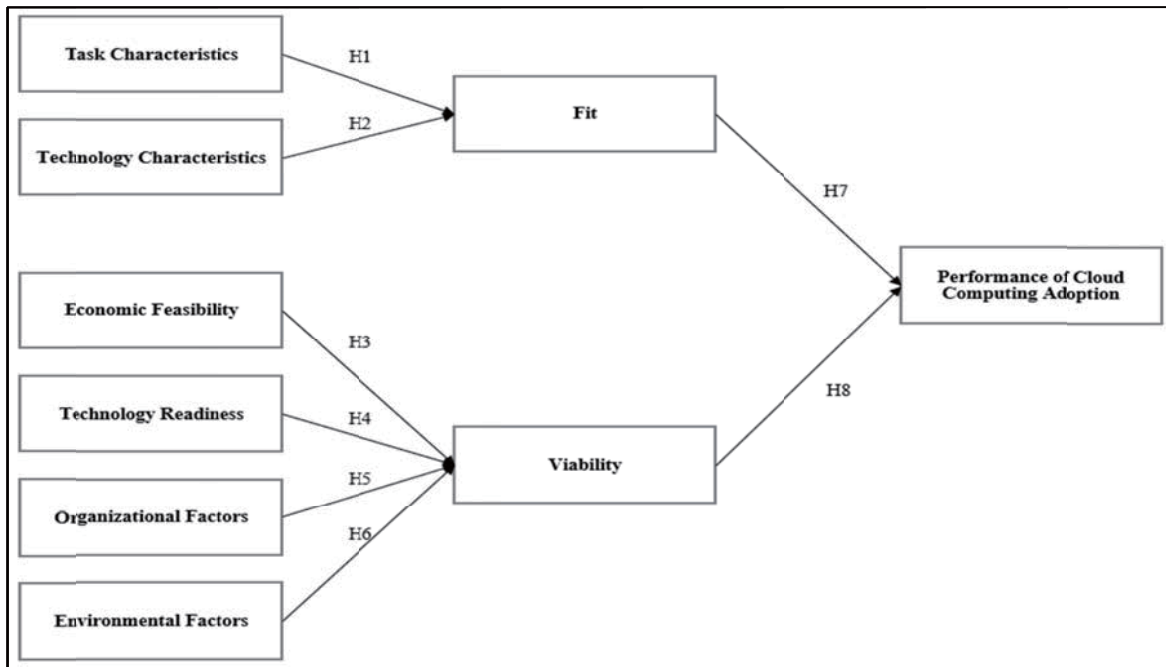 Task Characteristics
H1
Fit
H2
Technology Characteristics
H7
Performance of Cloud
Computing Adoption
Economic Feasibility
H3
H8
Technology Readiness
H4
Viability
H5
Organizational Factors
H6
Environmental Factors